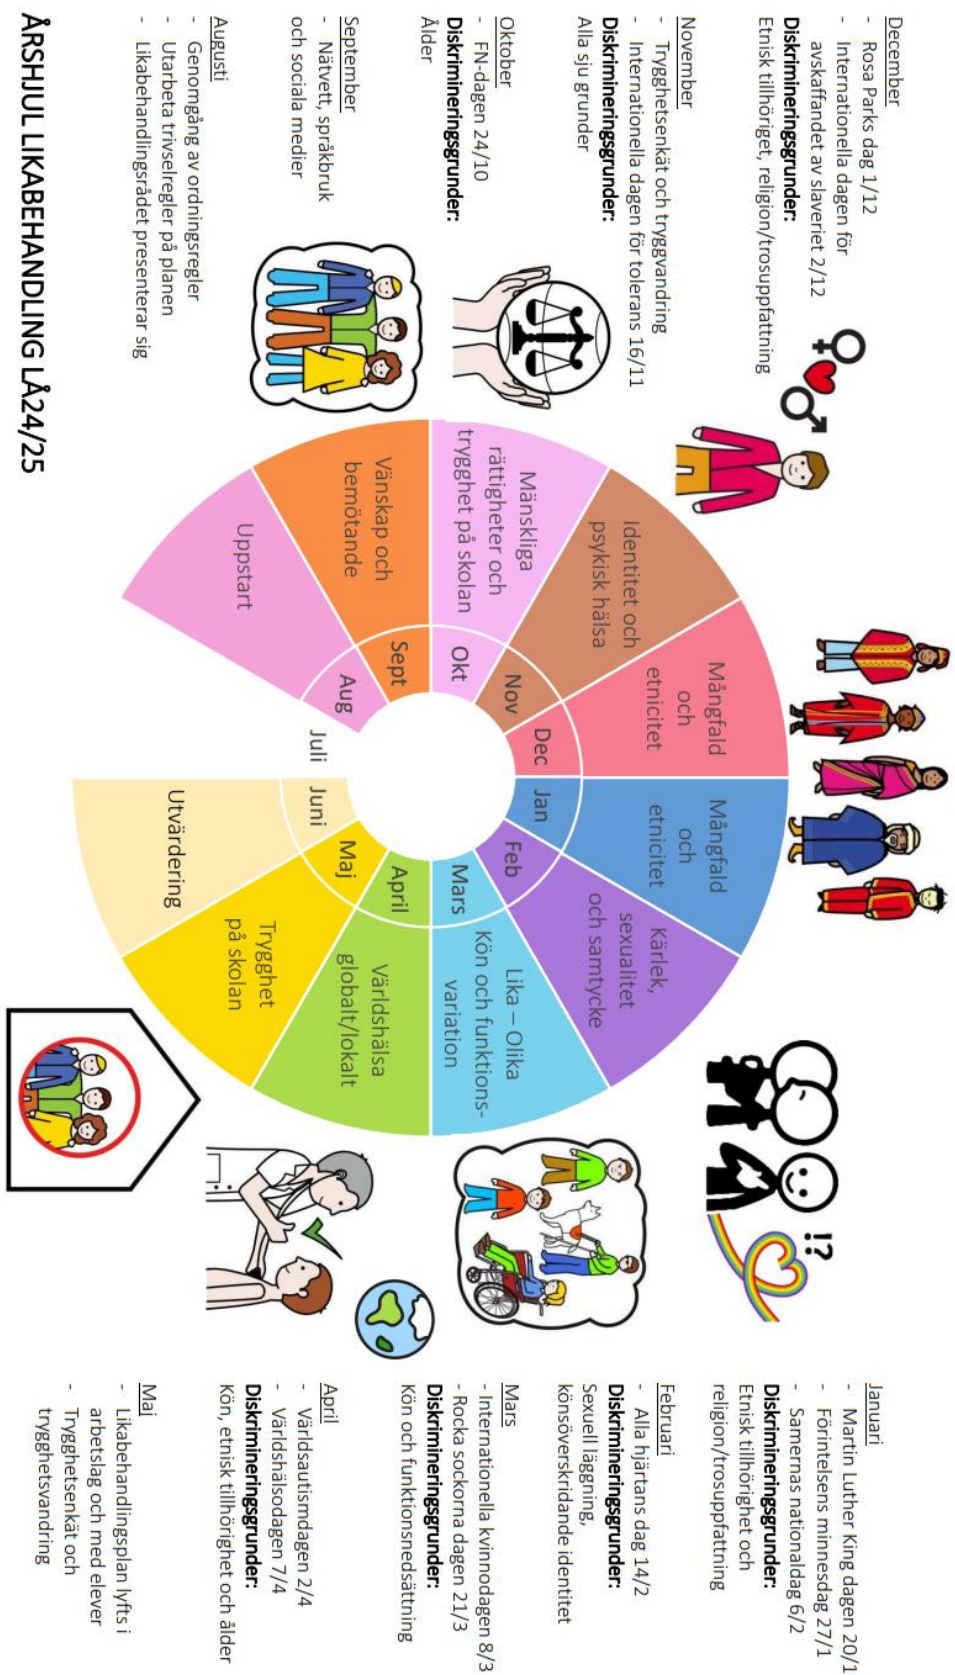 ÅRSHJUL LIKABEHANDLING LÅ24/25
Augusti
- Genomgång av ordningsregler
- Utarbeta trivselregler på planen
- Likabehandlingsrådet presenterar sig
September
- Nätvett, språkbruk
och sociala medier
Oktober
- FN-dagen 24/10
Diskrimineringsgrunder:
Ålder
November
- Trygghetsenkät och tryggvandring
- Internationella dagen för tolerans 16/11
Diskrimineringsgrunder:
Alla sju grunder
December
- Rosa Parks dag 1/12
- Internationella dagen för
avskaffandet av slaveriet 2/12
Diskrimineringsgrunder:
Etnisk tillhöriget, religion/trosuppfattning
Uppstart
Aug
Vänskap och
bemötande
Sept
Mänskliga
rättigheter och
trygghet på skolan
Okt
Identitet och
psykisk hälsa
Nov
Mångfald
och
etnicitet
Dec
Mångfald
och
etnicitet
Jan
Kärlek,
sexualitet
och samtycke
Feb
Lika – Olika
Kön och funktions-
variation
Mars
Världshälsa
globalt/lokalt
April
Trygghet
på skolan
Maj
Utvärdering
Juni
Juli
!?
Januari
- Martin Luther King dagen 20/1
- Förintelsens minnesdag 27/1
- Samernas nationaldag 6/2
Diskrimineringsgrunder:
Etnisk tillhörighet och
religion/trosuppfattning
Februari
- Alla hjärtans dag 14/2
Diskrimineringsgrunder:
Sexuell läggning,
könsöverskridande identitet
Mars
- Internationella kvinnodagen 8/3
- Rocka sockorna dagen 21/3
Diskrimineringsgrunder:
Kön och funktionsnedsättning
April
- Världsautismdagen 2/4
- Världshälsodagen 7/4
Diskrimineringsgrunder:
Kön, etnisk tillhörighet och ålder
Maj
- Likabehandlingsplan lyfts i
arbetslag och med elever
- Trygghetsenkät och
trygghetsvandring